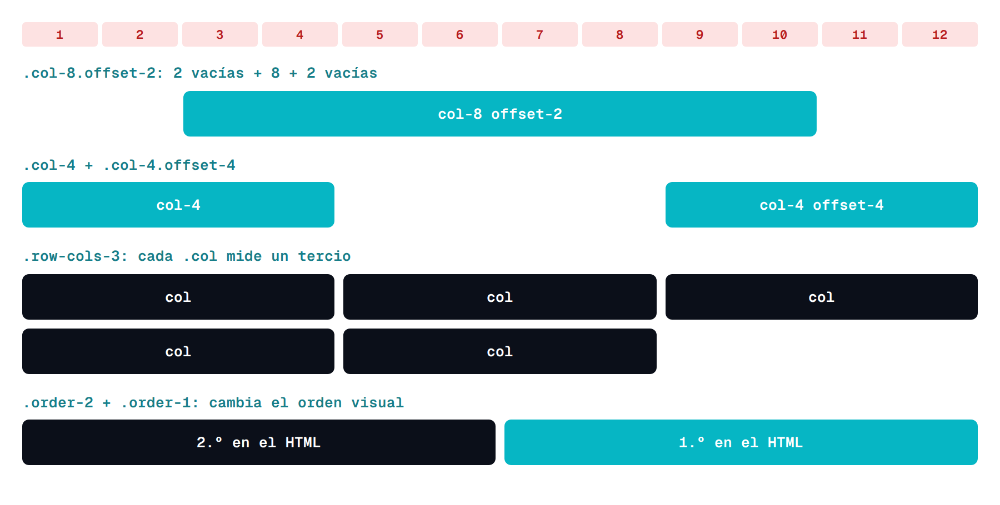 1 2 3 4 5 6 7 8 9 10 11 12
.col-8.offset-2: 2 vacías + 8 + 2 vacías
col-8 offset-2
.col-4 + .col-4.offset-4
col-4 col-4 offset-4
.row-cols-3: cada .col mide un tercio
col col col
col col
.order-2 + .order-1: cambia el orden visual
2.º en el HTML 1.º en el HTML